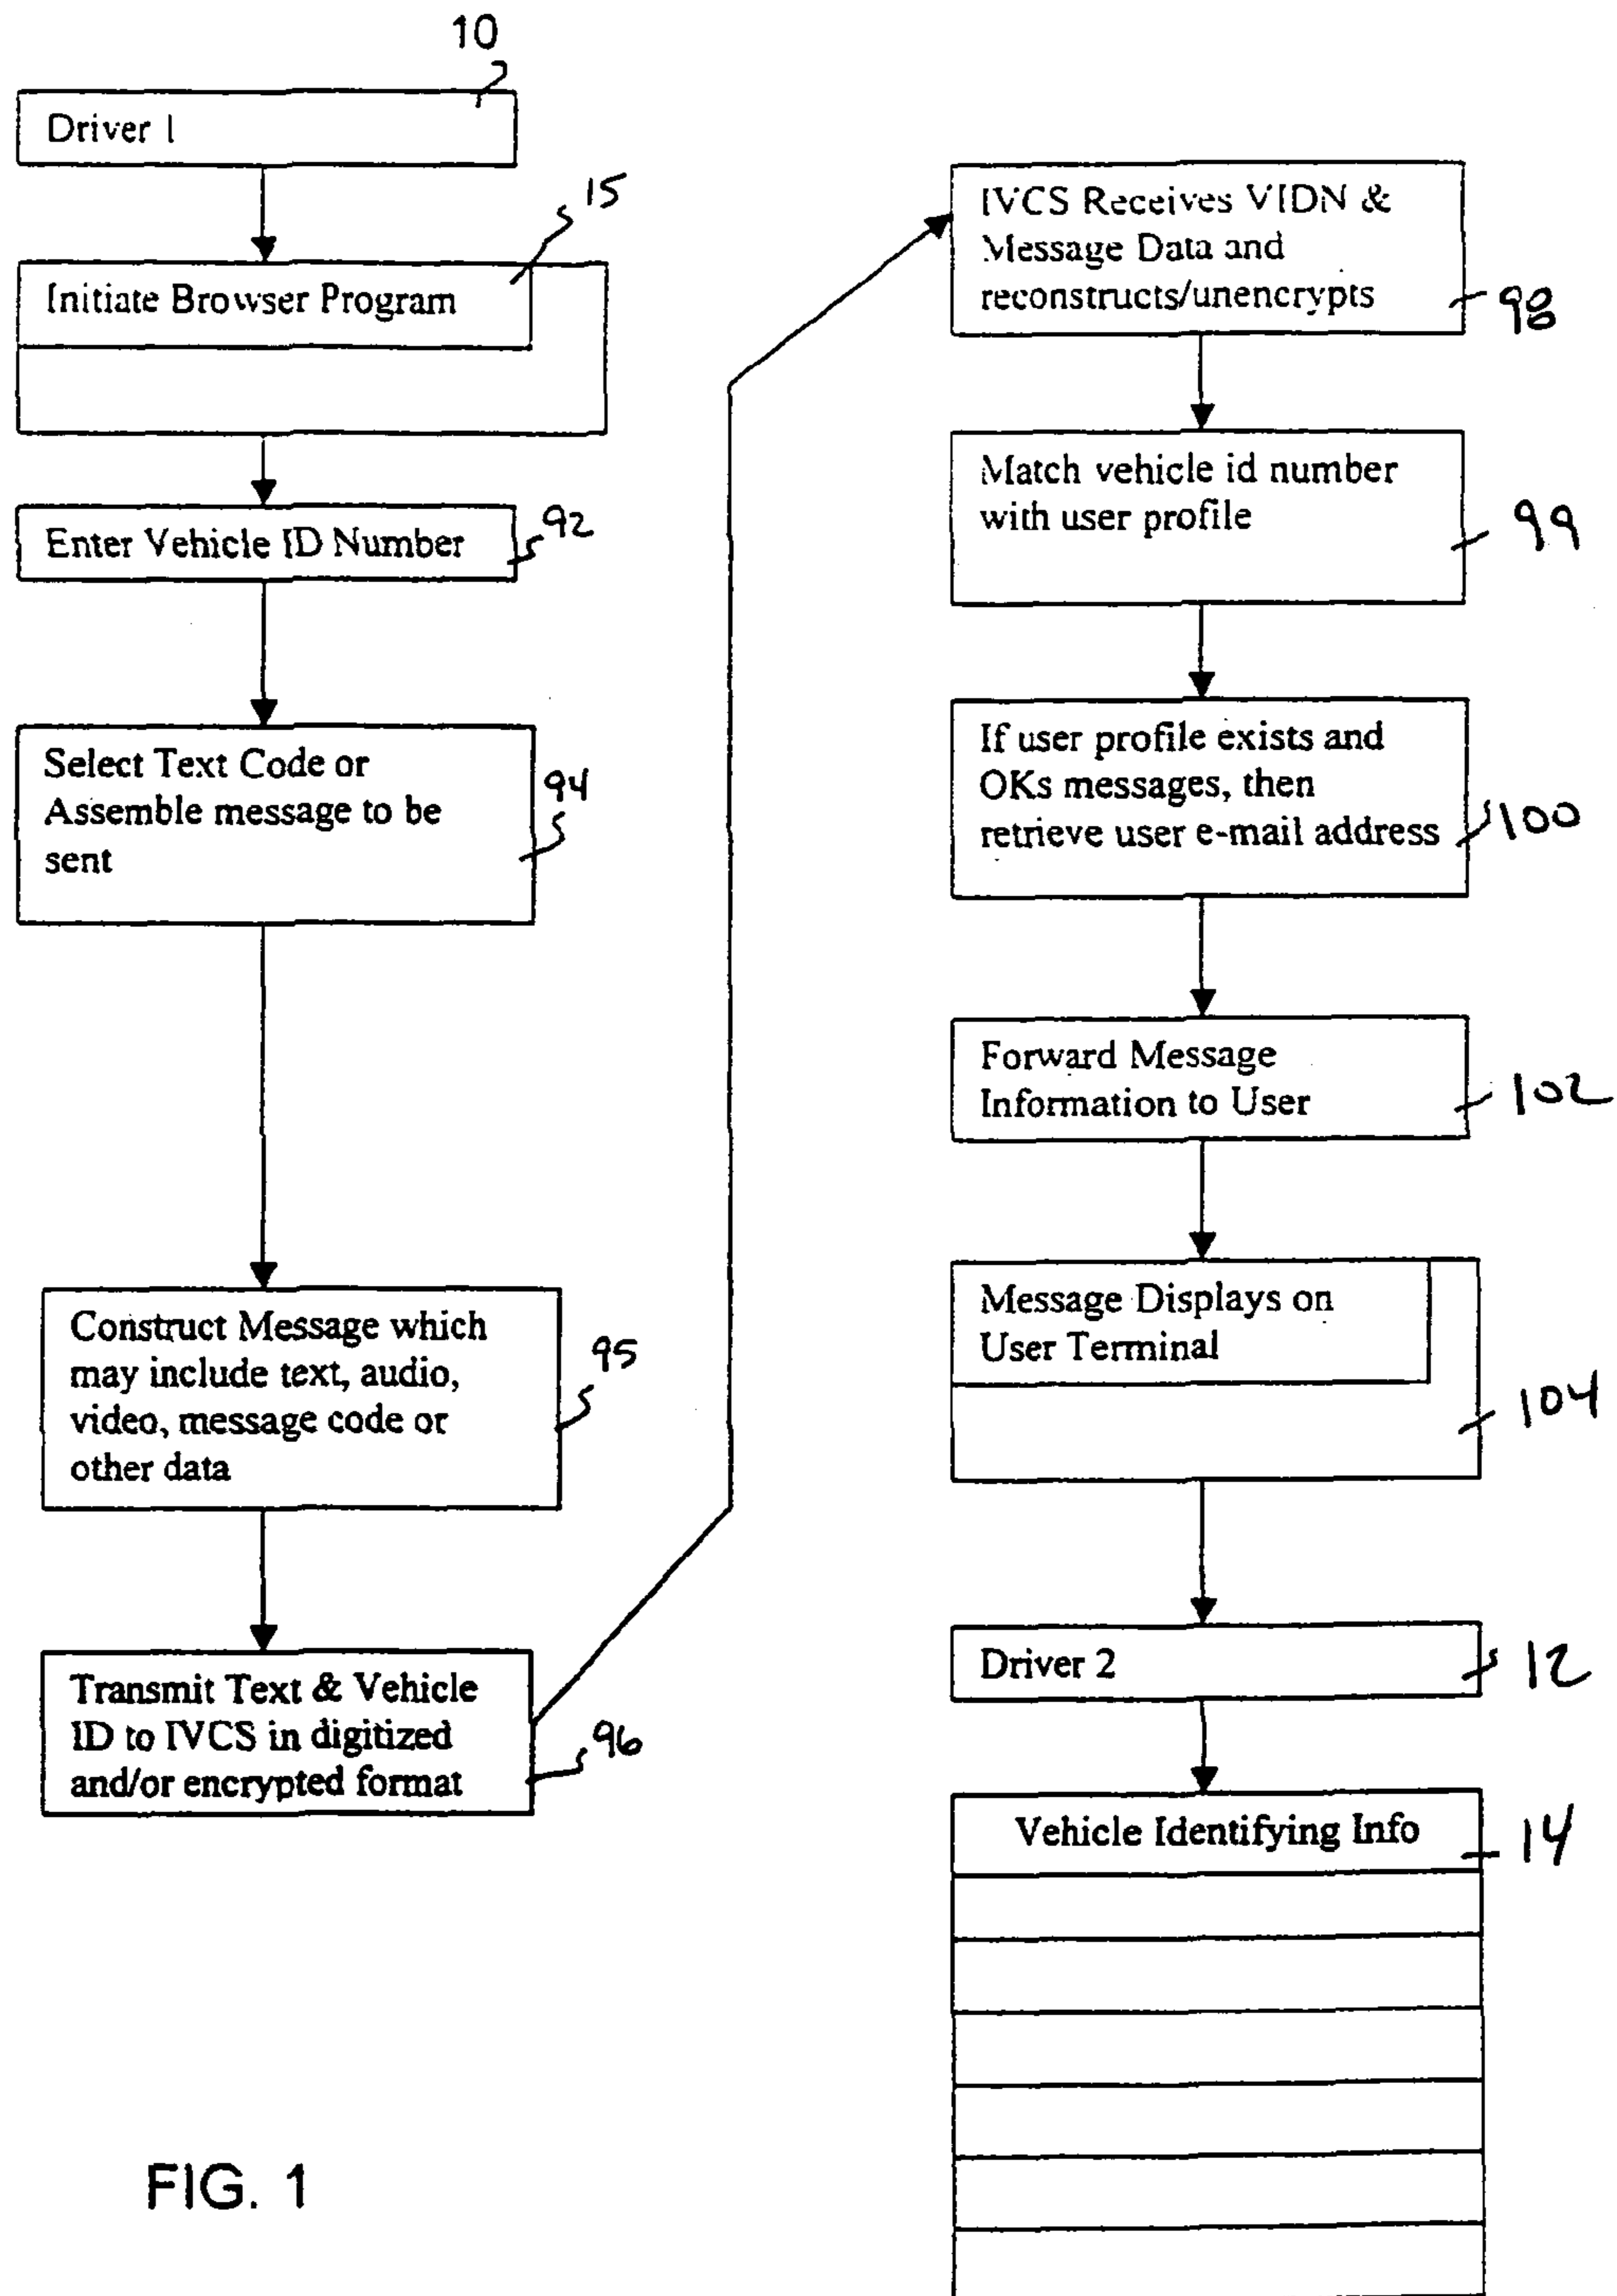 10
Driver 1
15
Initiate Browser Program
Enter Vehicle ID Number
92
Select Text Code or
Assemble message to be
sent
94
Construct Message which
may include text, audio,
video, message code or
other data
95
Transmit Text & Vehicle
ID to IVCS in digitized
and/or encrypted format
96
IVCS Receives VIDN &
Message Data and
reconstructs/unencrypts
98
Match vehicle id number
with user profile
99
If user profile exists and
OKs messages, then
retrieve user e-mail address
100
Forward Message
Information to User
102
Message Displays on
User Terminal
104
Driver 2
12
Vehicle Identifying Info
14
FIG. 1